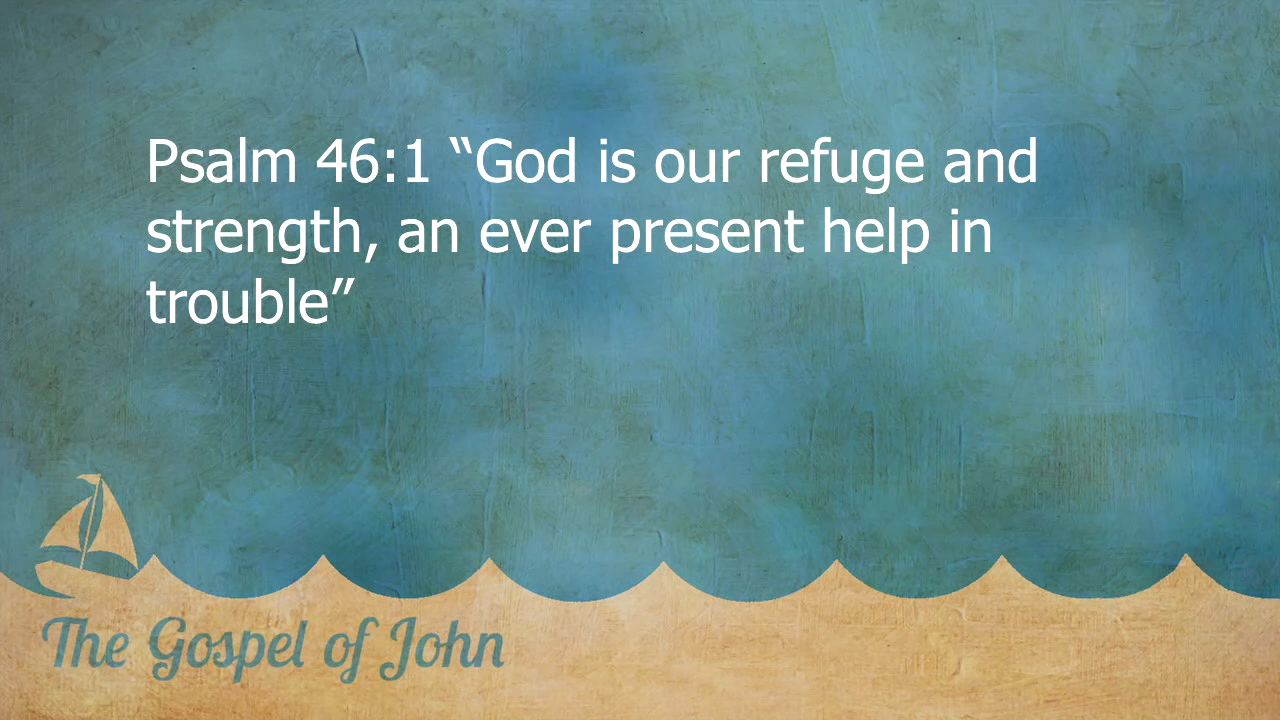 Psalm 46:1 “God is our refuge and
strength, an ever present help in
trouble”
The Gospel of John